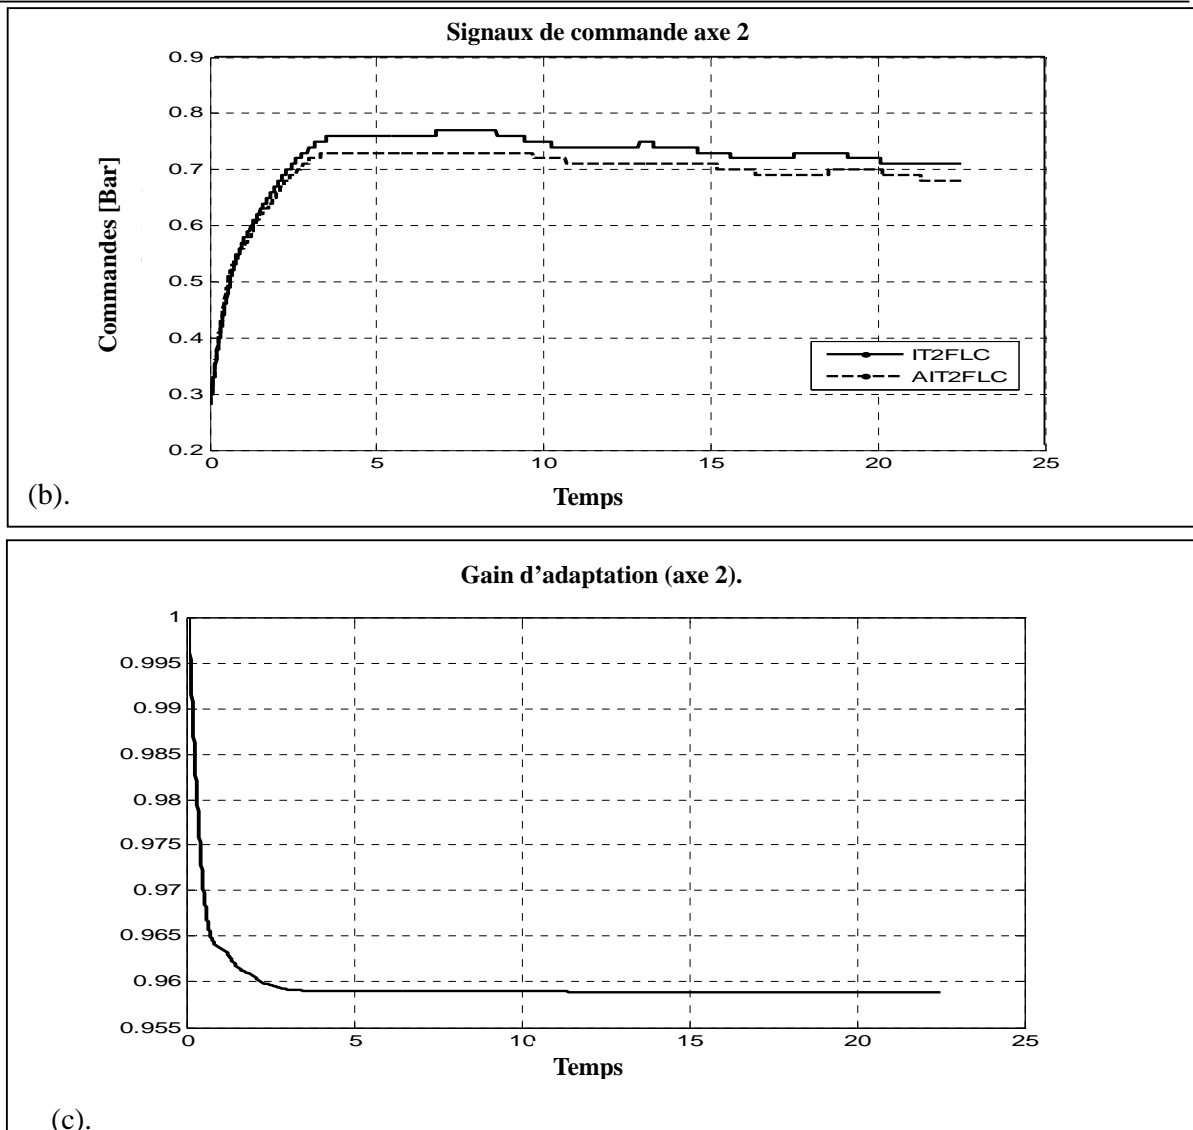 Signaux de commande axe 2
0.9
0.8
0.7
0.6
0.5
0.4
0.3
0.2
Commandes [Bar]
IT2FLC
AIT2FLC
0 5 10 15 20 25
Temps
(b).
Gain d’adaptation (axe 2).
1
0.995
0.99
0.985
0.98
0.975
0.97
0.965
0.96
0.955
0 5 10 15 20 25
Temps
(c).